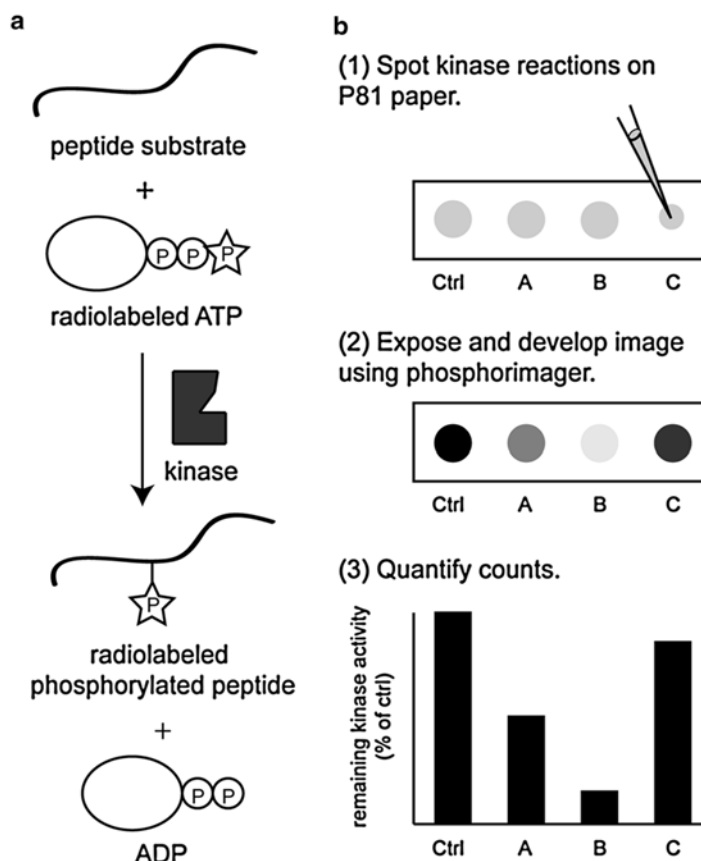 a
peptide substrate
+
P P P
radiolabeled ATP
kinase
P
radiolabeled
phosphorylated peptide
+
P P
ADP
b
(1) Spot kinase reactions on
P81 paper.
Ctrl A B C
(2) Expose and develop image
using phosphorimager.
Ctrl A B C
(3) Quantify counts.
remaining kinase activity
(% of ctrl)
Ctrl A B C